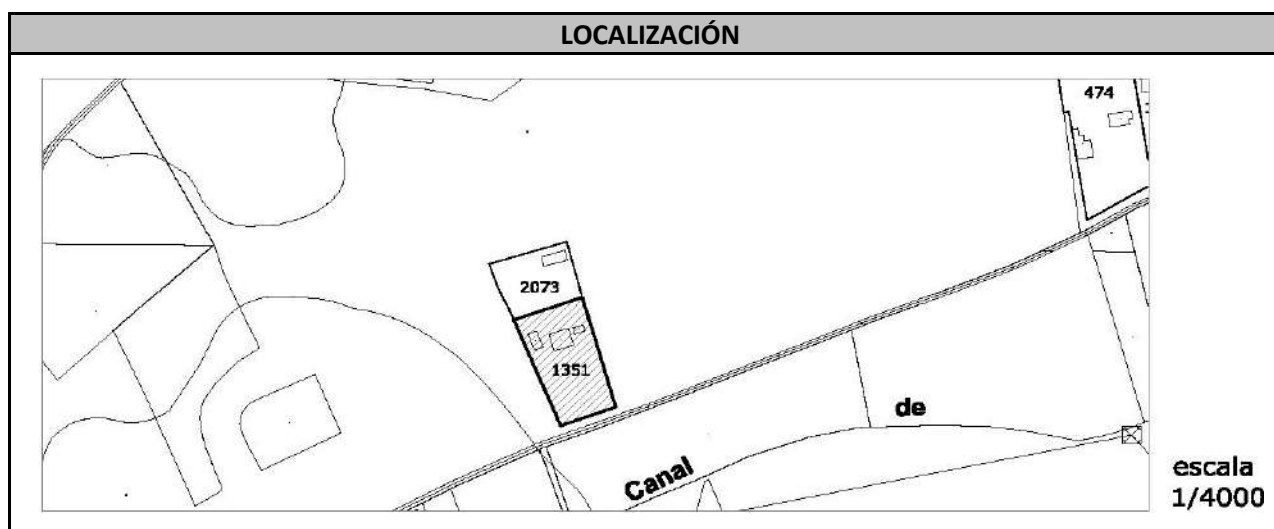 LOCALIZACIÓN
474
2073
1351
de
Canal
escala
1/4000